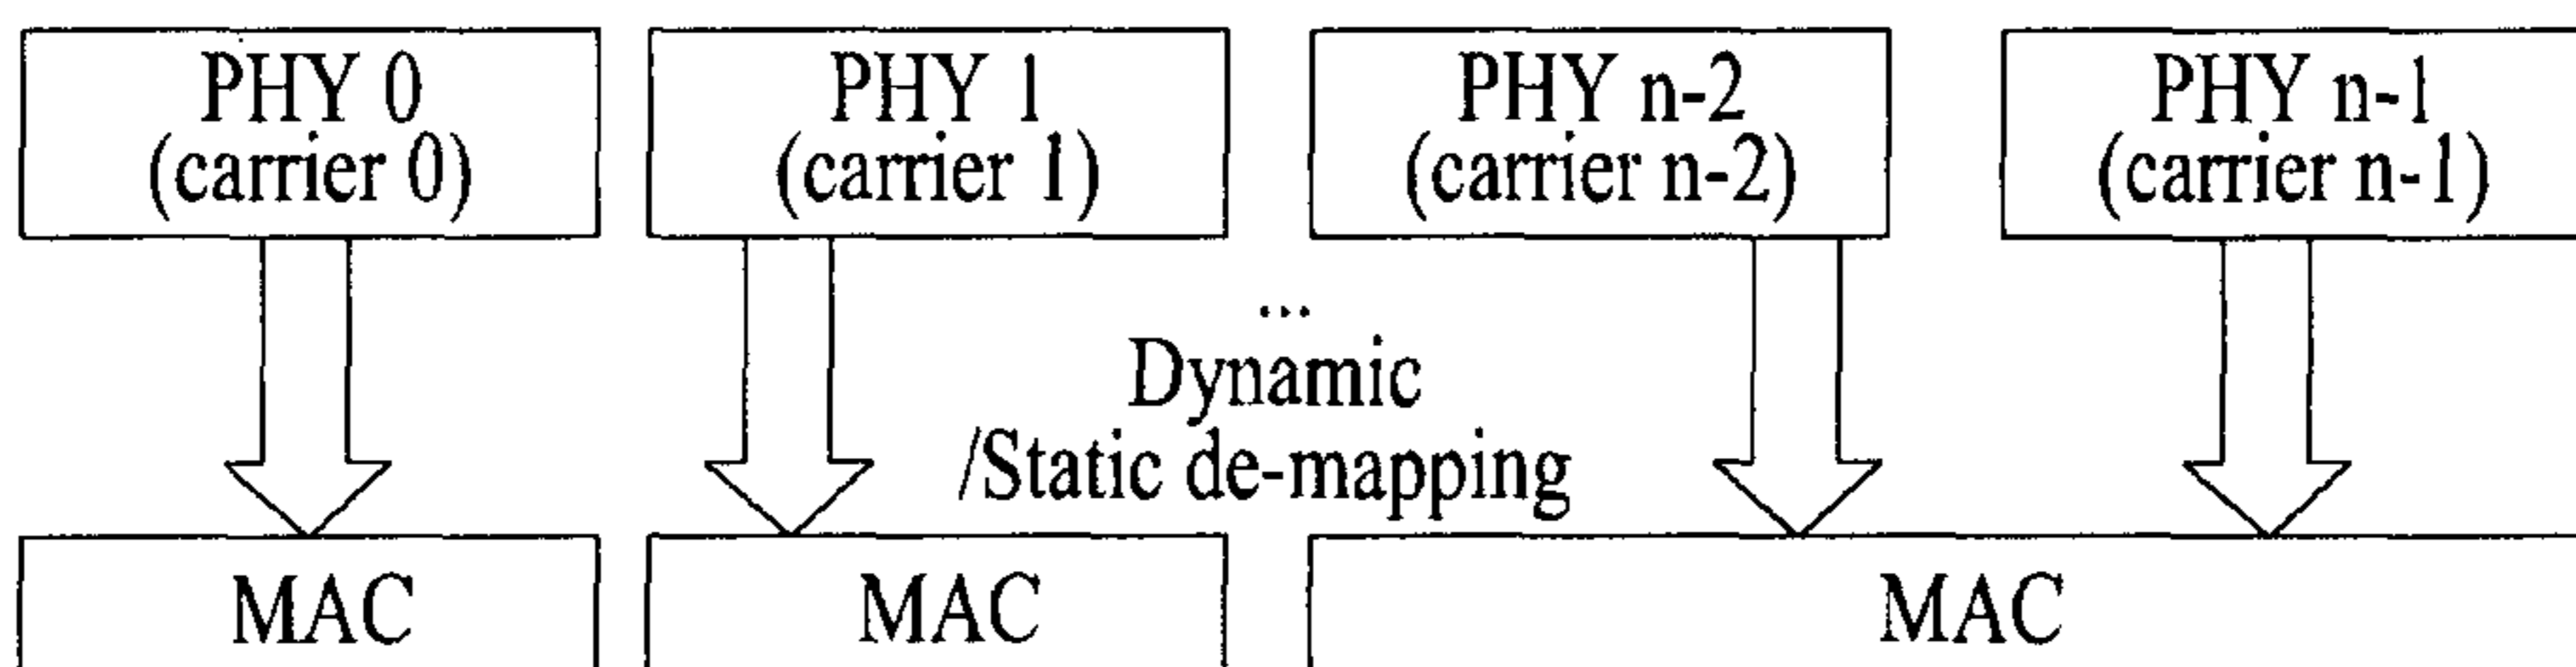 PHY 0
(carrier 0)
PHY 1
(carrier 1)
PHY n-2
(carrier n-2)
PHY n-1
(carrier n-1)
...
Dynamic
/Static de-mapping
MAC
MAC
MAC